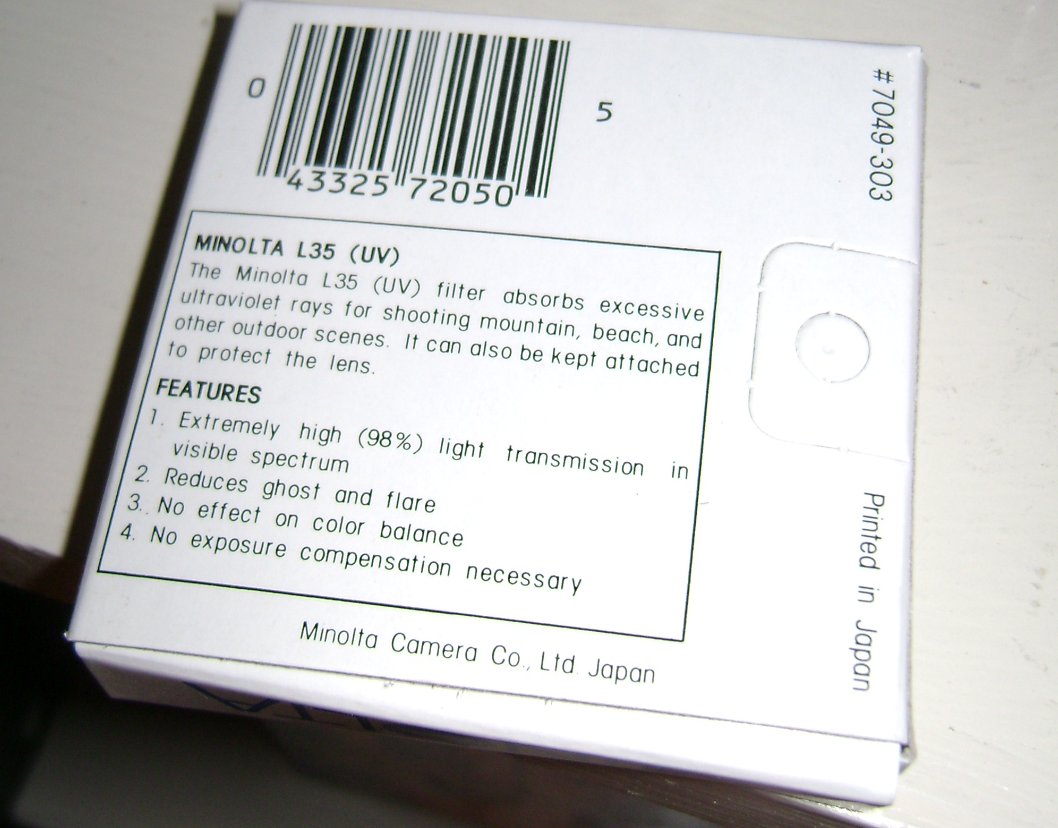 0 43325 72050 5
#7049-303
MINOLTA L35 (UV)
The Minolta L35 (UV) filter absorbs excessive
ultraviolet rays for shooting mountain, beach, and
other outdoor scenes. It can also be kept attached
to protect the lens.
FEATURES
1. Extremely high (98%) light transmission in
visible spectrum
2. Reduces ghost and flare
3. No effect on color balance
4. No exposure compensation necessary
Minolta Camera Co., Ltd. Japan
Printed in Japan